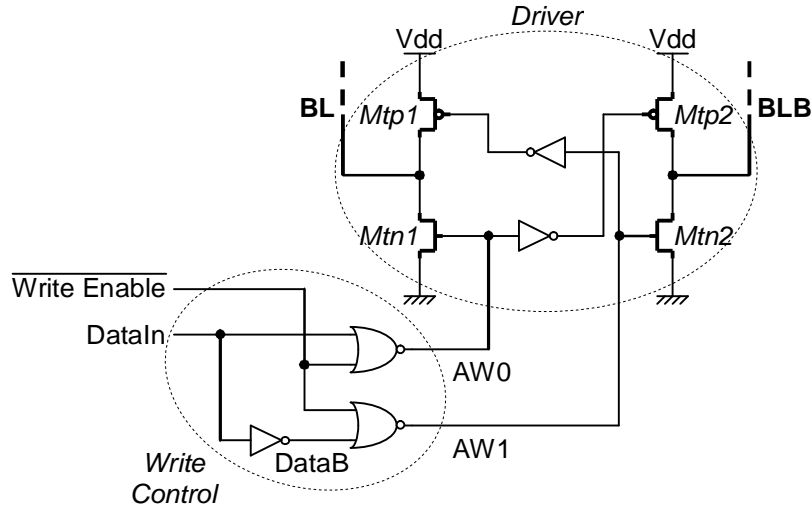 Driver
Vdd
Vdd
BL
Mtp1
Mtp2
BLB
Mtn1
Mtn2
Write Enable
DataIn
AW0
DataB
AW1
Write
Control